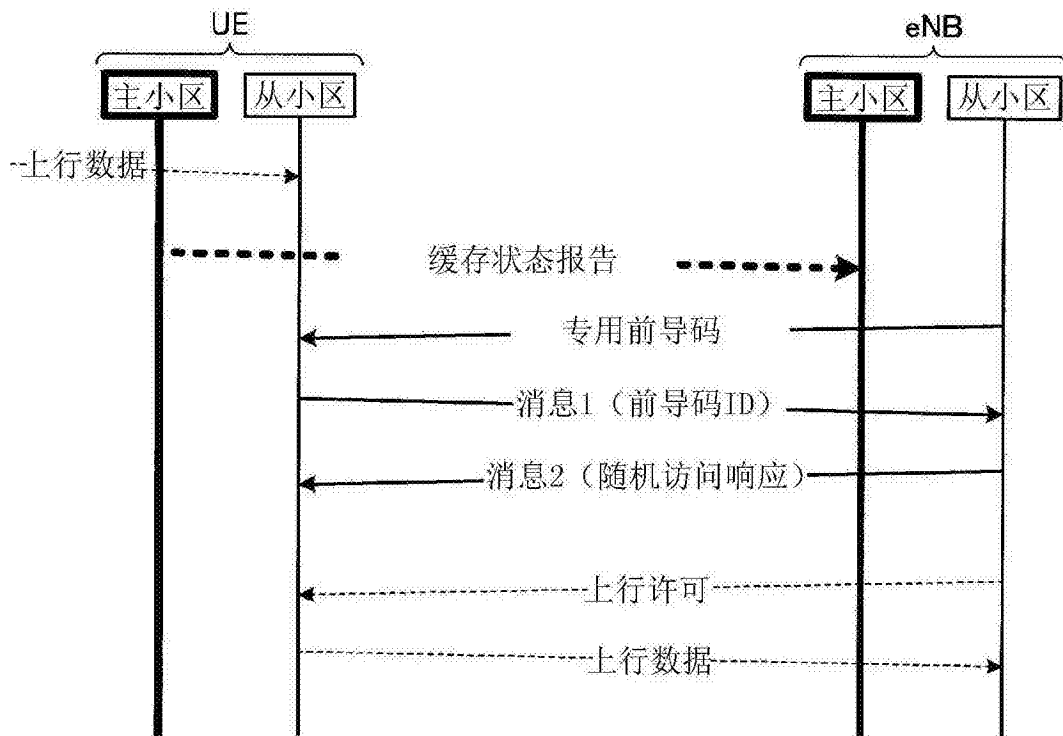 UE
eNB
主小区
从小区
主小区
从小区
上行数据
缓存状态报告
专用前导码
消息1（前导码ID）
消息2（随机访问响应）
上行许可
上行数据